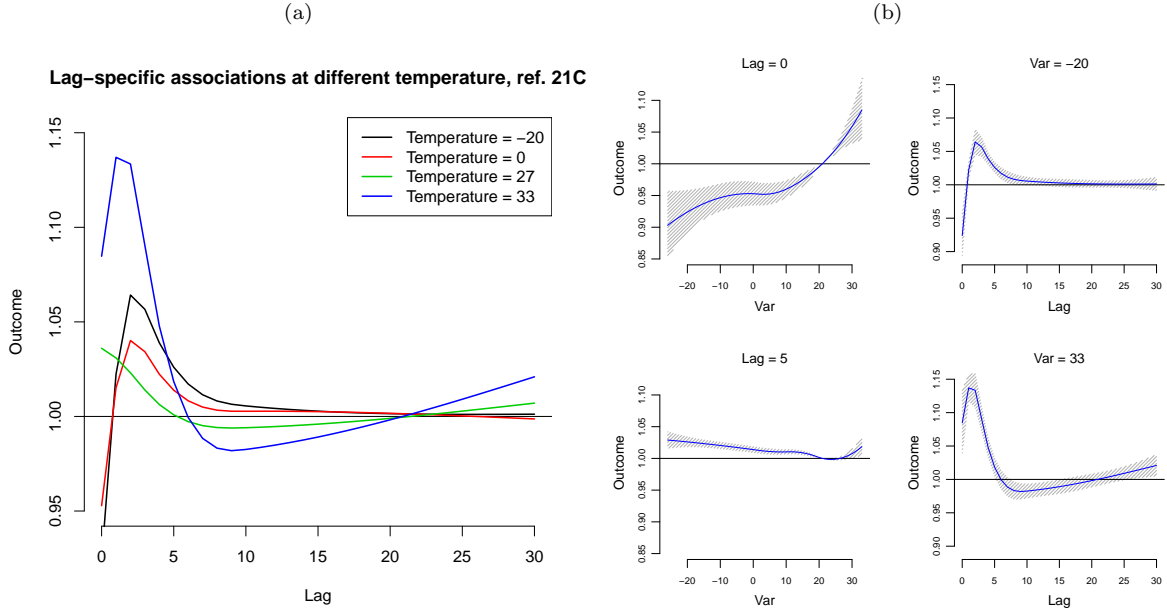 (a)
Lag−specific associations at different temperature, ref. 21C
Temperature = −20
Temperature = 0
Temperature = 27
Temperature = 33
Outcome
1.15
1.10
1.05
1.00
0.95
0 5 10 15 20 25 30
Lag
(b)
Lag = 0
Outcome
1.10
1.05
1.00
0.95
0.90
0.85
−20 −10 0 10 20 30
Var
Var = −20
Outcome
1.15
1.10
1.05
1.00
0.95
0.90
0 5 10 15 20 25 30
Lag
Lag = 5
Outcome
1.10
1.05
1.00
0.95
0.90
0.85
−20 −10 0 10 20 30
Var
Var = 33
Outcome
1.15
1.10
1.05
1.00
0.95
0.90
0 5 10 15 20 25 30
Lag